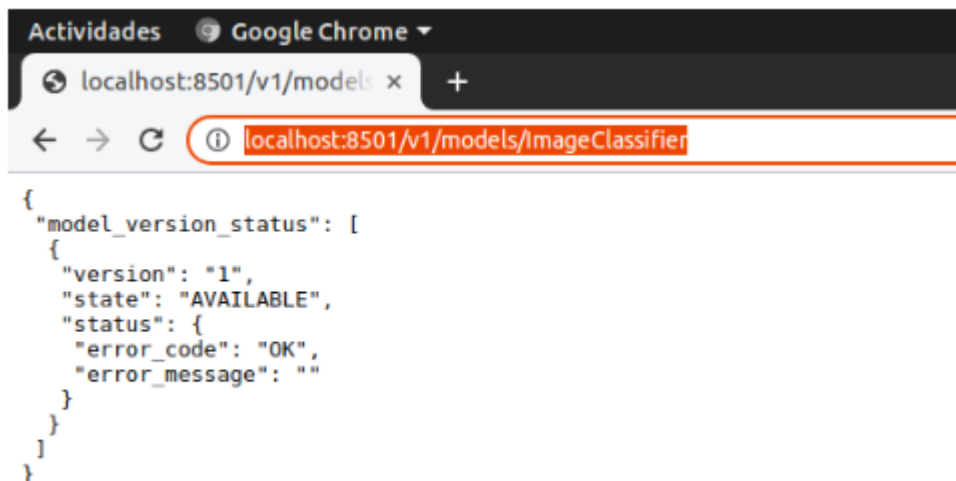 Actividades Google Chrome
localhost:8501/v1/models
localhost:8501/v1/models/ImageClassifier
{
"model_version_status": [
{
"version": "1",
"state": "AVAILABLE",
"status": {
"error_code": "OK",
"error_message": ""
}
}
]
}